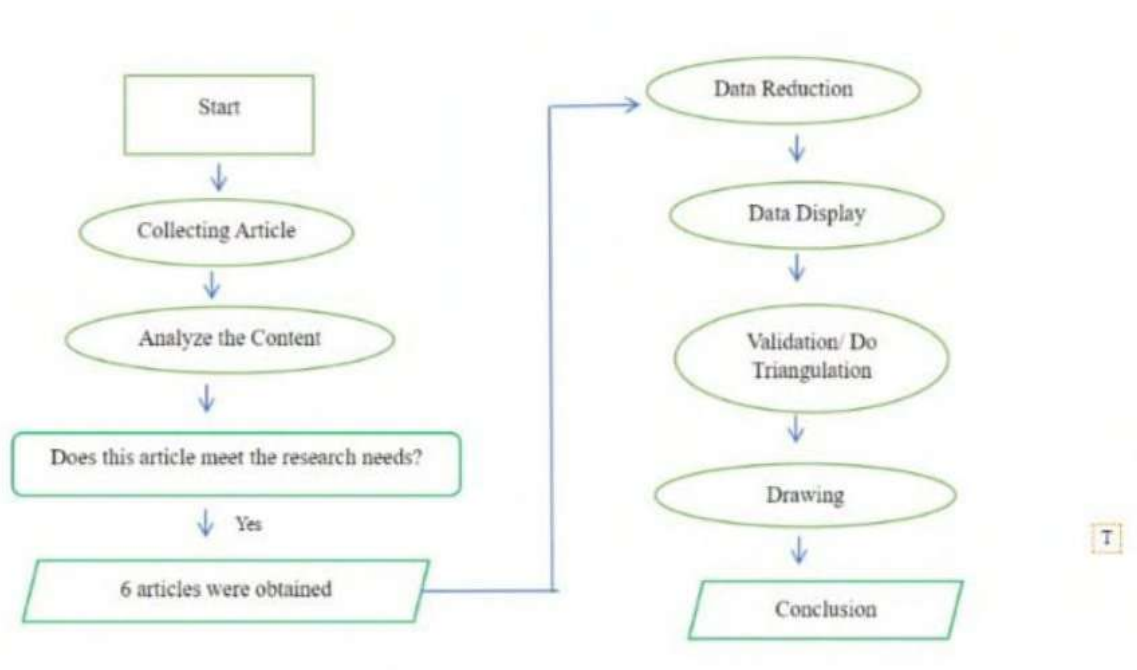 Start
Collecting Article
Analyze the Content
Does this article meet the research needs?
Yes
6 articles were obtained
Data Reduction
Data Display
Validation/ Do
Triangulation
Drawing
Conclusion
T